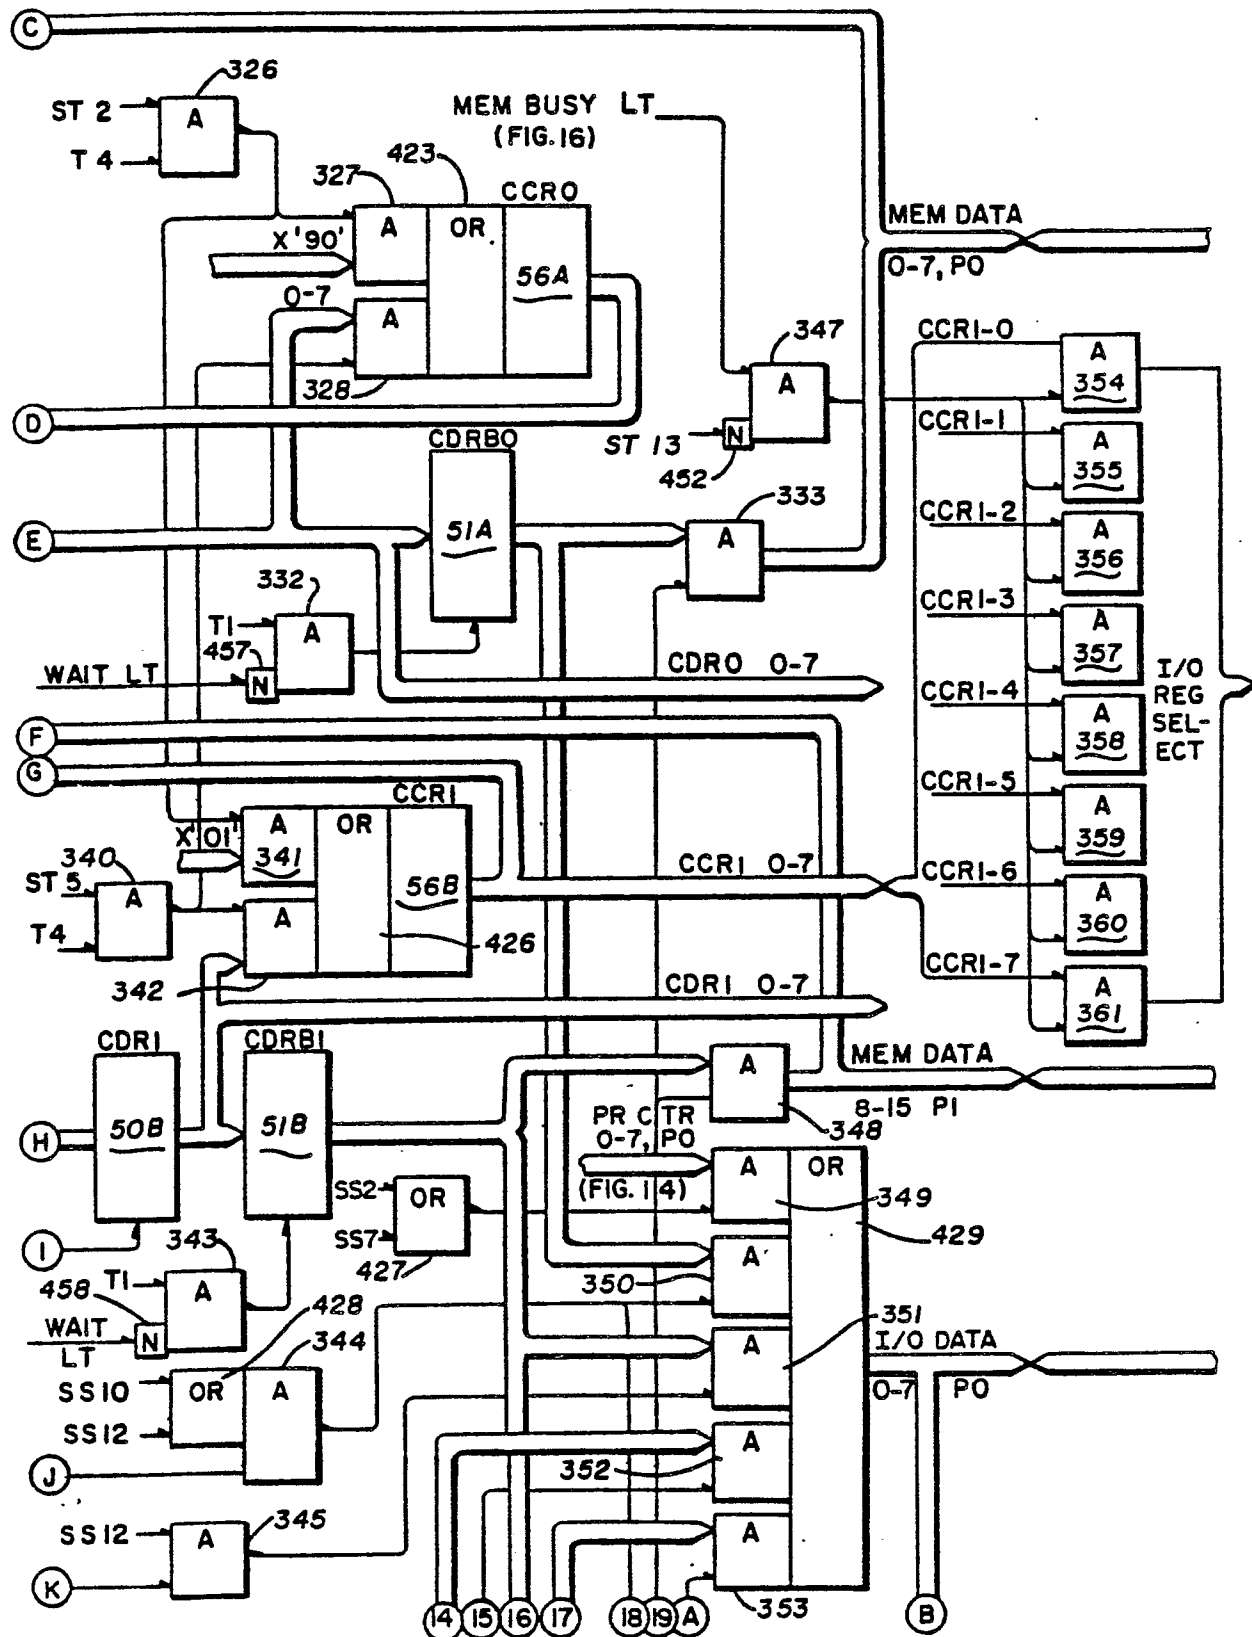 C
326
ST 2
A
T 4
MEM BUSY LT
(FIG. 16)
423
327
CCRO
A
OR
X'90'
56A
MEM DATA
0-7, PO
0-7
A
328
347
A
CCRI-0
A
354
D
ST 13
N
452
CDRBO
CCRI-1
A
355
333
A
E
51A
CCRI-2
A
356
332
T1
A
457
WAIT LT
N
CCRI-3
A
357
CDRO 0-7
I/O
REG
SEL-
ECT
CCRI-4
A
358
F
G
CCRI
CCRI-5
A
359
A
OR
X'01'
341
340
ST 5
A
T4
56B
CCRI 0-7
CCRI-6
A
360
A
426
342
CDRI 0-7
CCRI-7
A
361
CDRI
CDRBI
MEM DATA
8-15 PI
A
348
H
50B
51B
PR CTR
0-7, PO
(FIG. 14)
A
OR
349
429
SS2
OR
SS7
427
I
343
T1
A
458
WAIT
LT
N
428
344
350
A
351
A
I/O DATA
0-7 PO
SS10
OR
A
SS12
J
352
A
345
SS12
A
K
A
353
14
15
16
17
18
19
A
B